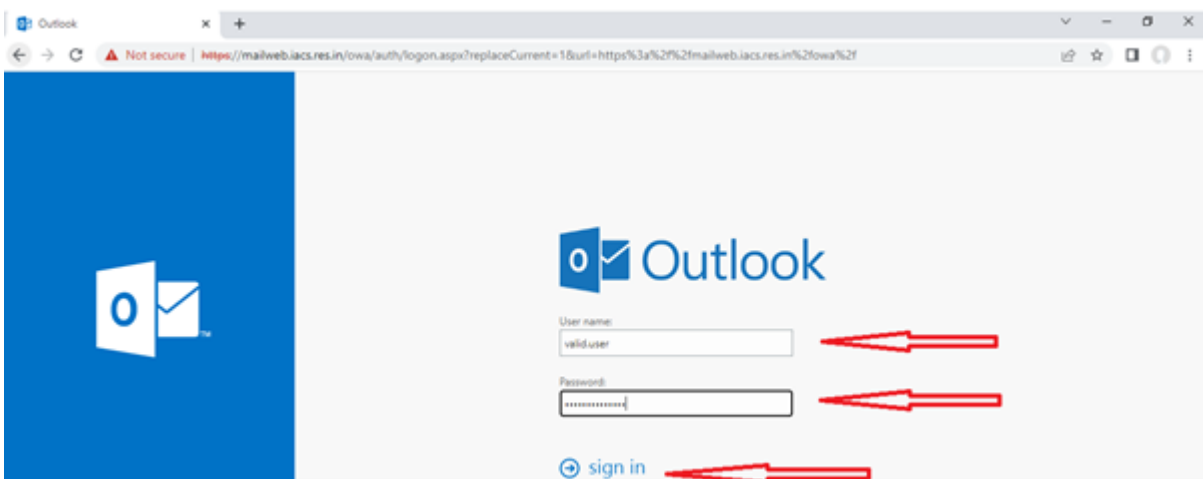 Outlook
Not secure | https://mailweb.iacs.res.in/owa/auth/logon.aspx?replaceCurrent=1&url=https%3a%2f%2fmailweb.iacs.res.in%2fowa%2f
Outlook
O
TM
User name:
valid.user
Password:
sign in